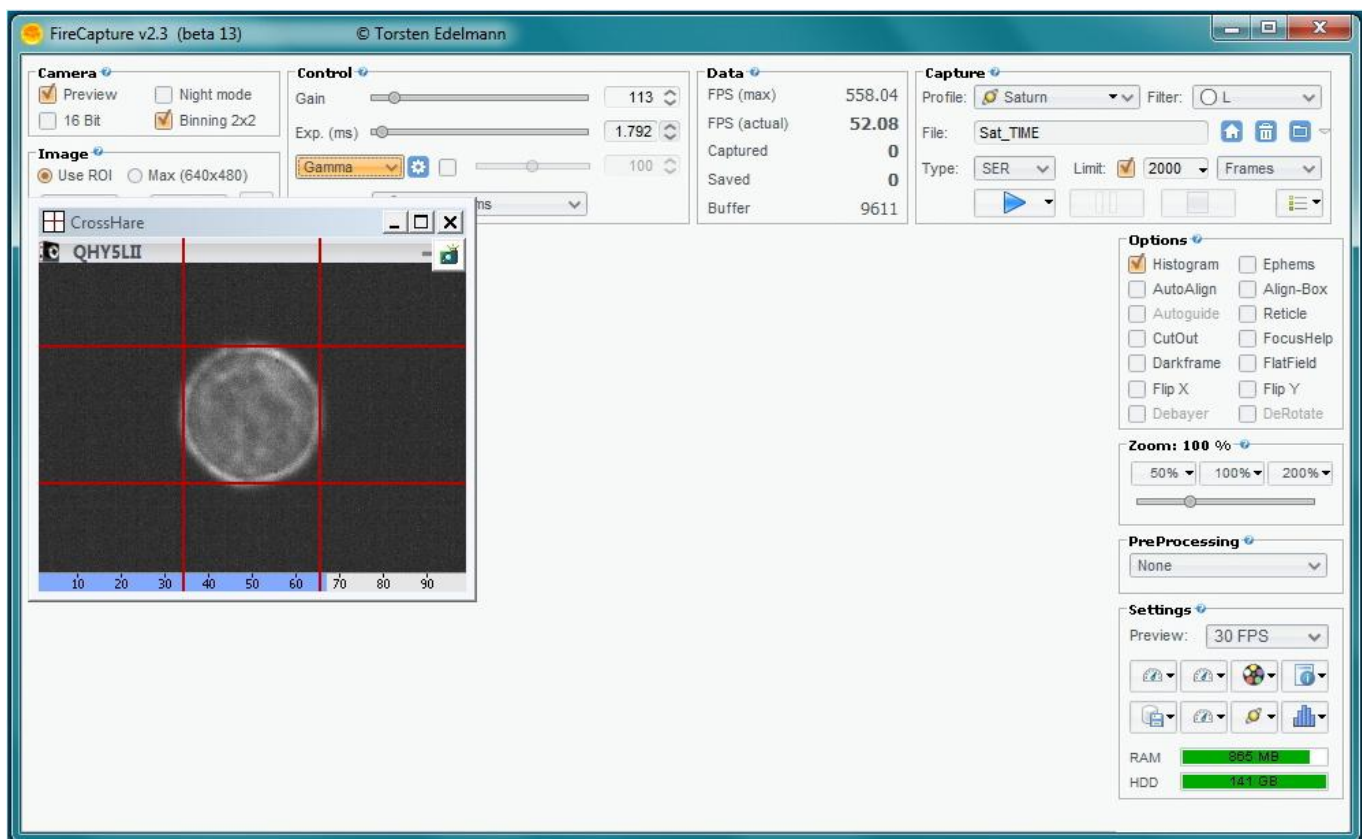 FireCapture v2.3 (beta 13) © Torsten Edelmann
Camera
Preview Night mode
16 Bit Binning 2x2
Image
Use ROI Max (640x480)
Control
Gain 113
Exp. (ms) 1.792
Gamma 100
ms
Data
FPS (max) 558.04
FPS (actual) 52.08
Captured 0
Saved 0
Buffer 9611
Capture
Profile: Saturn Filter: L
File: Sat_TIME
Type: SER Limit: 2000 Frames
CrossHare
QHY5LII
10 20 30 40 50 60 70 80 90
Options
Histogram Ephems
AutoAlign Align-Box
Autoguide Reticle
CutOut FocusHelp
Darkframe FlatField
Flip X Flip Y
Debayer DeRotate
Zoom: 100 %
50% 100% 200%
PreProcessing
None
Settings
Preview: 30 FPS
RAM 865 MB
HDD 141 GB